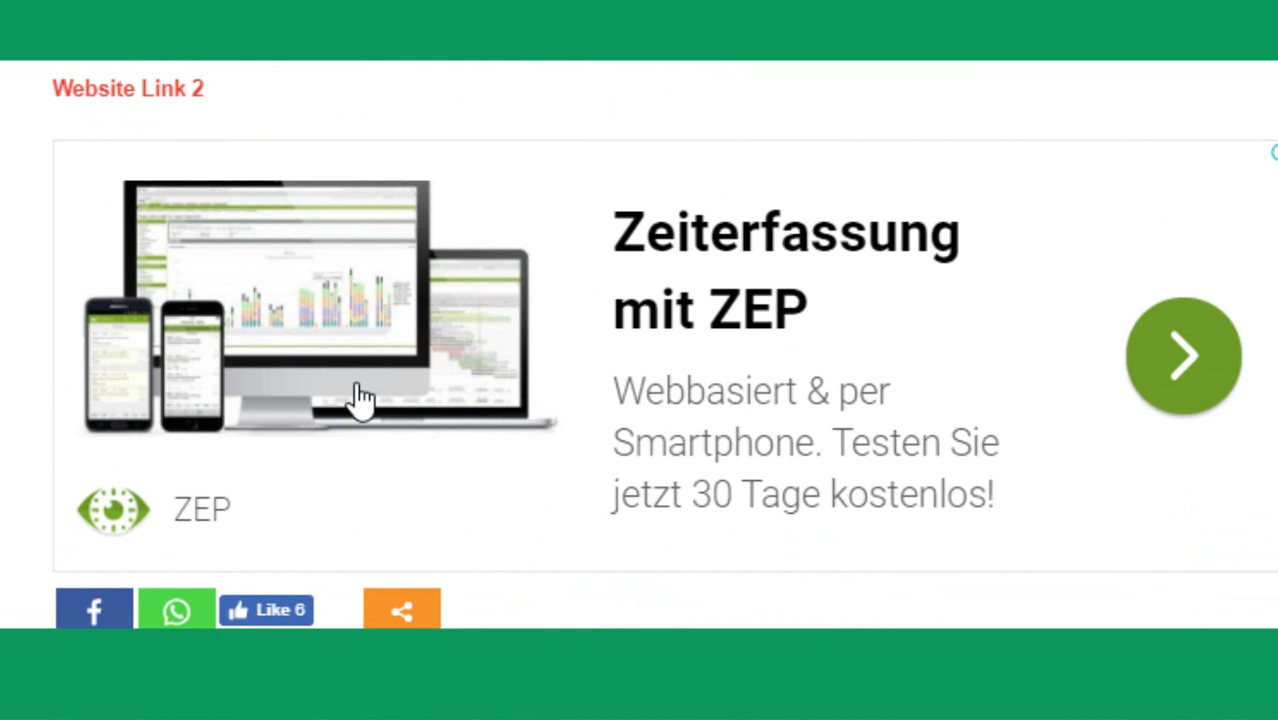 Website Link 2
Zeiterfassung
mit ZEP
Webbasiert & per
Smartphone. Testen Sie
jetzt 30 Tage kostenlos!
ZEP
Like 6